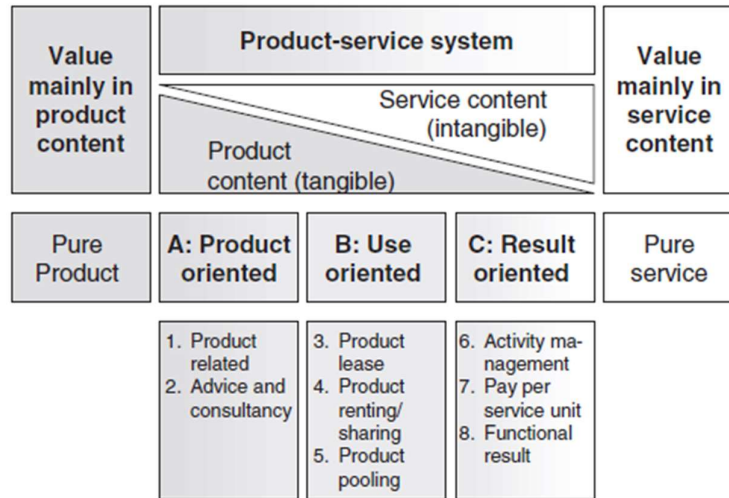 Value
mainly in
product
content
Product-service system
Service content
(intangible)
Product
content (tangible)
Value
mainly in
service
content
Pure
Product
A: Product
oriented
B: Use
oriented
C: Result
oriented
Pure
service
1. Product
related
2. Advice and
consultancy
3. Product
lease
4. Product
renting/
sharing
5. Product
pooling
6. Activity ma-
nagement
7. Pay per
service unit
8. Functional
result